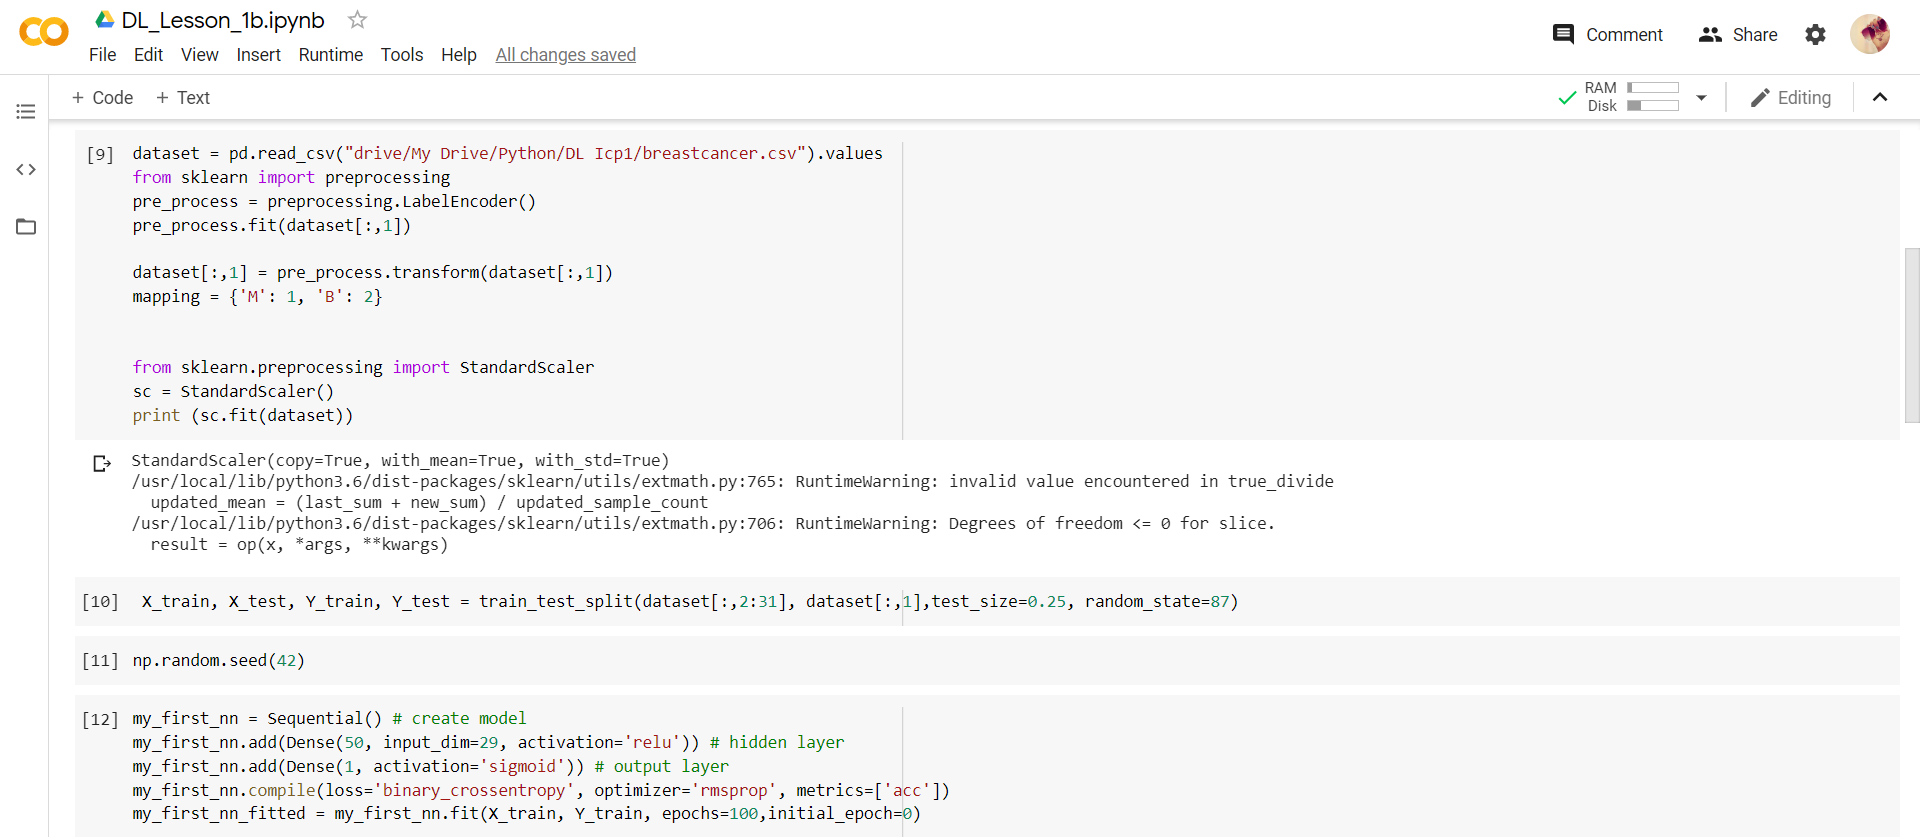 DL_Lesson_1b.ipynb
File Edit View Insert Runtime Tools Help All changes saved
Comment Share
+ Code + Text
RAM
Disk
Editing
[9] dataset = pd.read_csv("drive/My Drive/Python/DL Icp1/breastcancer.csv").values
from sklearn import preprocessing
pre_process = preprocessing.LabelEncoder()
pre_process.fit(dataset[:,1])
dataset[:,1] = pre_process.transform(dataset[:,1])
mapping = {'M': 1, 'B': 2}
from sklearn.preprocessing import StandardScaler
sc = StandardScaler()
print (sc.fit(dataset))
StandardScaler(copy=True, with_mean=True, with_std=True)
/usr/local/lib/python3.6/dist-packages/sklearn/utils/extmath.py:765: RuntimeWarning: invalid value encountered in true_divide
updated_mean = (last_sum + new_sum) / updated_sample_count
/usr/local/lib/python3.6/dist-packages/sklearn/utils/extmath.py:706: RuntimeWarning: Degrees of freedom <= 0 for slice.
result = op(x, *args, **kwargs)
[10] X_train, X_test, Y_train, Y_test = train_test_split(dataset[:,2:31], dataset[:,1],test_size=0.25, random_state=87)
[11] np.random.seed(42)
[12] my_first_nn = Sequential() # create model
my_first_nn.add(Dense(50, input_dim=29, activation='relu')) # hidden layer
my_first_nn.add(Dense(1, activation='sigmoid')) # output layer
my_first_nn.compile(loss='binary_crossentropy', optimizer='rmsprop', metrics=['acc'])
my_first_nn_fitted = my_first_nn.fit(X_train, Y_train, epochs=100,initial_epoch=0)